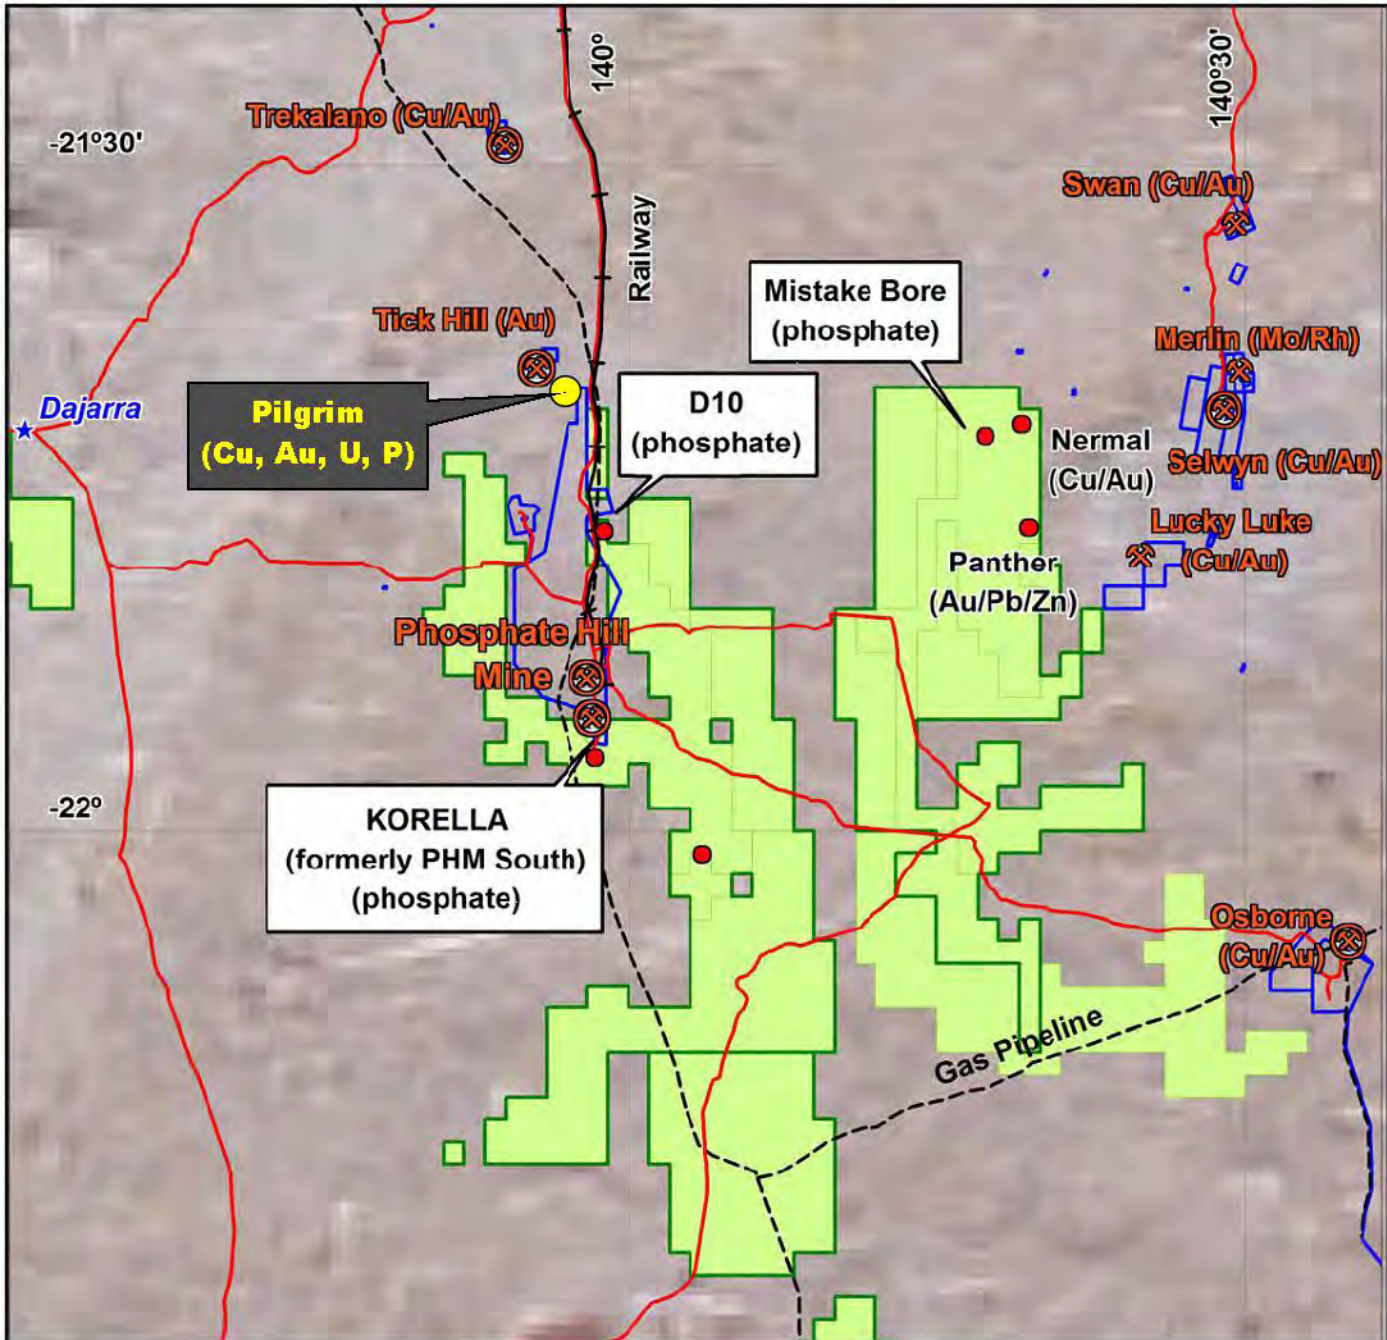 140°
140°30'
Trekalano (Cu/Au)
-21°30'
Swan (Cu/Au)
Railway
Mistake Bore
(phosphate)
Tick Hill (Au)
Merlin (Mo/Rh)
Pilgrim
(Cu, Au, U, P)
D10
(phosphate)
Dajarra
Nermal
(Cu/Au)
Selwyn (Cu/Au)
Lucky Luke
(Cu/Au)
Panther
(Au/Pb/Zn)
Phosphate Hill
Mine
-22°
KORELLA
(formerly PHM South)
(phosphate)
Osborne
(Cu/Au)
Gas Pipeline